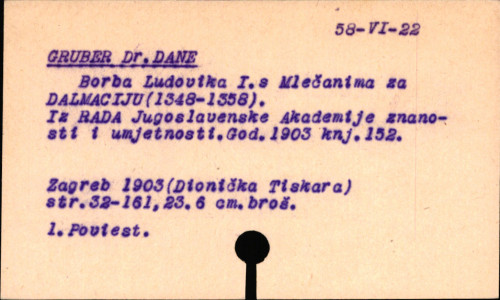 58-VI-22
GRUBER Dr.DANE
Borba Ludovika I.s Mlečanima za
DALMACIJU(1348-1358).
Iz RADA Jugoslavenske Akademije znano-
sti i umjetnosti.God.1903 knj.152.
Zagreb 1903(Dionička Tiskara)
str.32-161,23.6 cm.broš.
1.Poviest.